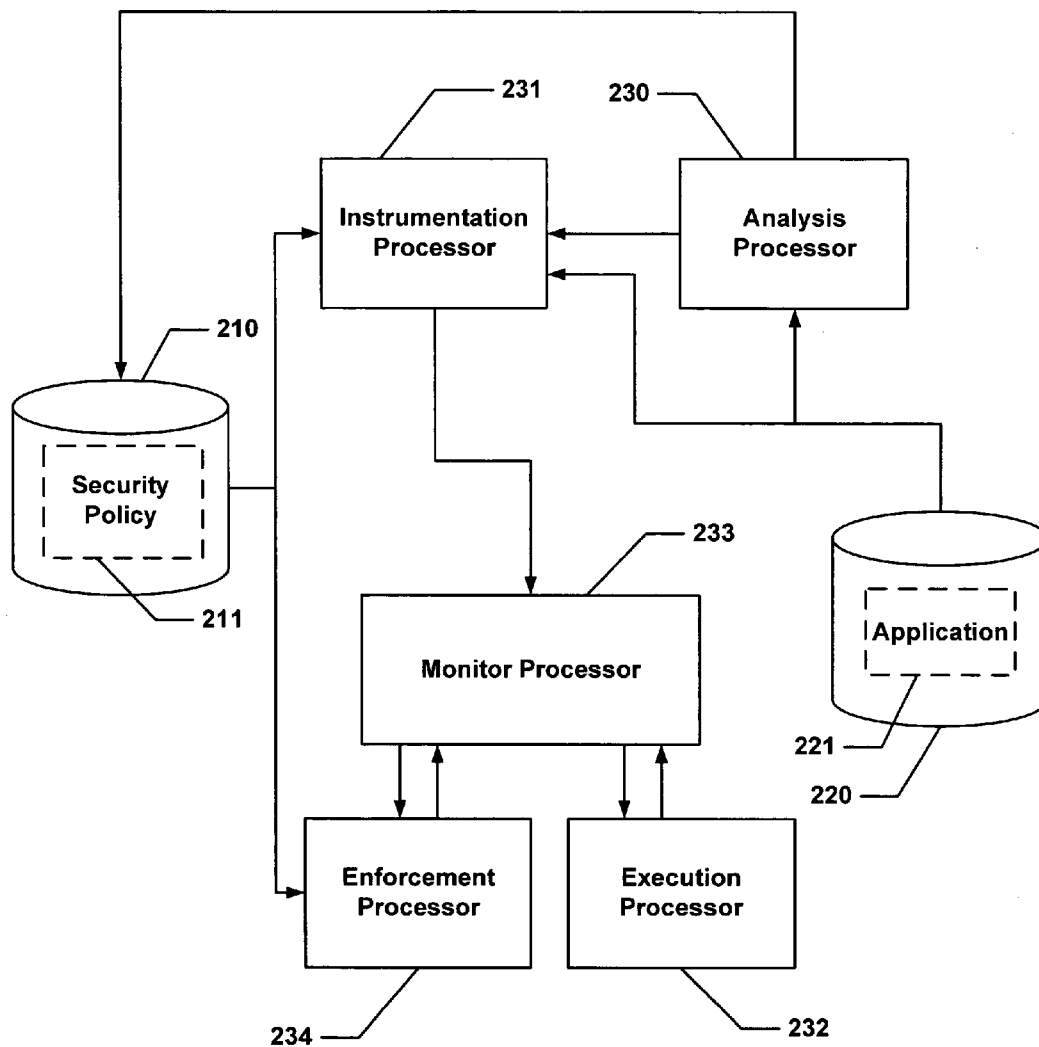 231
230
Instrumentation
Processor
Analysis
Processor
210
Security
Policy
211
233
Monitor Processor
Application
221
220
Enforcement
Processor
Execution
Processor
234
232